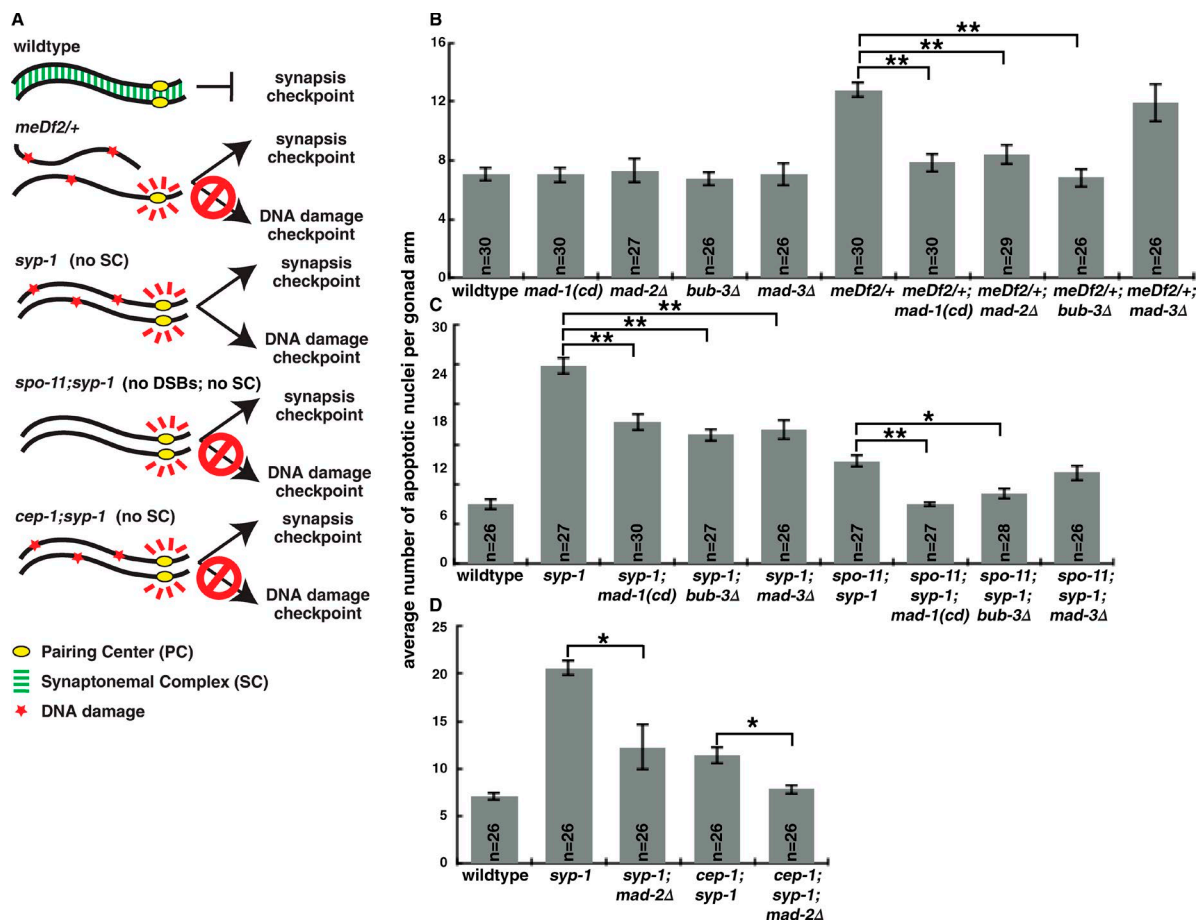 A
wildtype
synapsis
checkpoint
meDf2/+
synapsis
checkpoint
DNA damage
checkpoint
syp-1 (no SC)
synapsis
checkpoint
DNA damage
checkpoint
spo-11;syp-1 (no DSBs; no SC)
synapsis
checkpoint
DNA damage
checkpoint
cep-1;syp-1 (no SC)
synapsis
checkpoint
DNA damage
checkpoint
Pairing Center (PC)
Synaptonemal Complex (SC)
DNA damage
average number of apoptotic nuclei per gonad arm
B
16
12
8
4
0
** ** **
n=30 n=30 n=27 n=26 n=26 n=30 n=30 n=29 n=26 n=26
wildtype mad-1(cd) mad-2Δ bub-3Δ mad-3Δ meDf2/+ meDf2/+; meDf2/+; meDf2/+; meDf2/+;
mad-1(cd) mad-2Δ bub-3Δ mad-3Δ
C
30
24
18
12
6
0
**
**
**
*
**
n=26 n=27 n=30 n=27 n=26 n=27 n=27 n=28 n=26
wildtype syp-1 syp-1; syp-1; syp-1; spo-11; spo-11; spo-11; spo-11;
mad-1(cd) bub-3Δ mad-3Δ syp-1 syp-1; syp-1; syp-1;
mad-1(cd) bub-3Δ mad-3Δ
D
25
20
15
10
5
0
*
*
n=26 n=26 n=26 n=26 n=26
wildtype syp-1 syp-1; cep-1; cep-1;
mad-2Δ syp-1 syp-1;
mad-2Δ